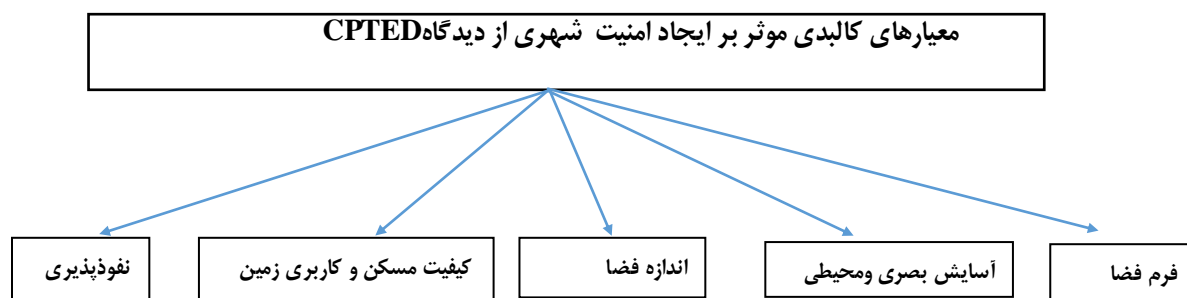 معیارهای کالبدی موثر بر ایجاد امنیت شهری از دیدگاهCPTED
فرم فضا
آسایش بصری ومحیطی
اندازه فضا
کیفیت مسکن و کاربری زمین
نفوذپذیری